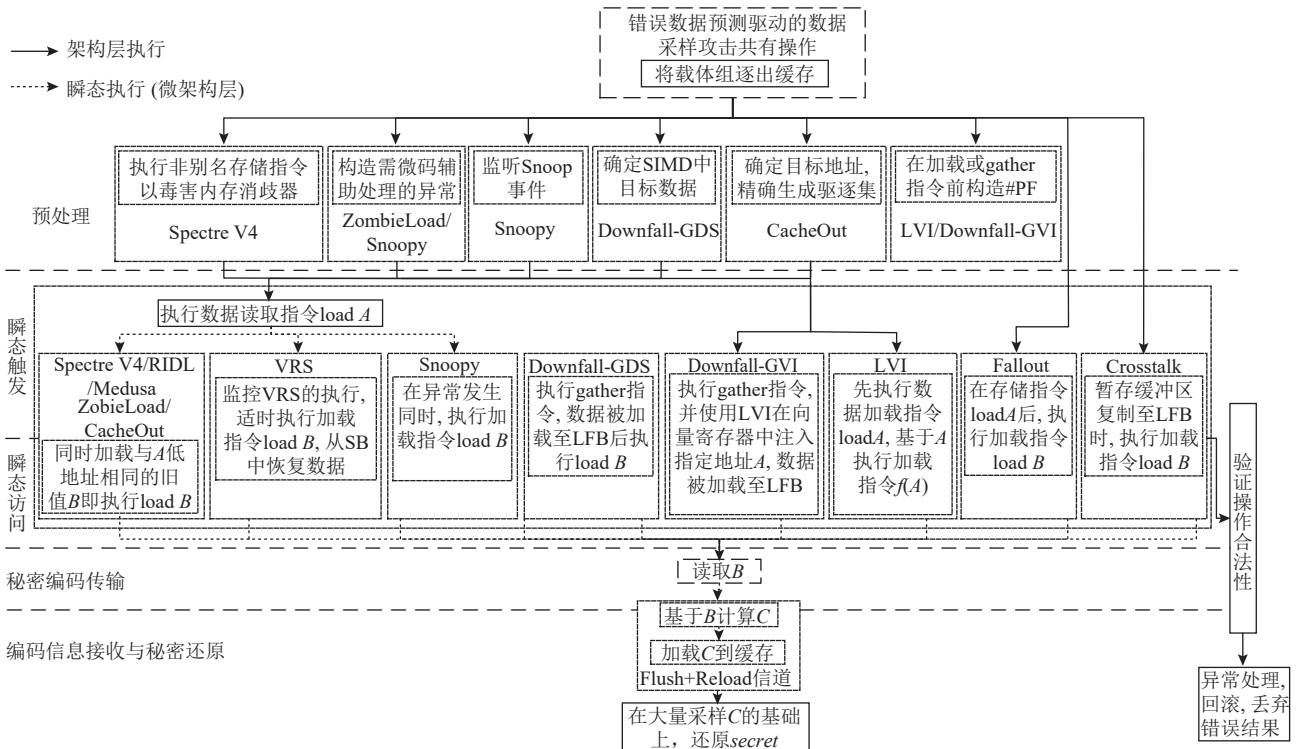 架构层执行
瞬态执行 (微架构层)
错误数据预测驱动的数据
采样攻击共有操作
将载体组逐出缓存
预处理
执行非别名存储指令
以毒害内存消歧器
Spectre V4
构造需微码辅
助处理的异常
ZombieLoad/
Snoopy
监听Snoop
事件
Snoopy
确定SIMD中
目标数据
Downfall-GDS
确定目标地址,
精确生成驱逐集
CacheOut
在加载或gather
指令前构造#PF
LVI/Downfall-GVI
瞬态触发
瞬态访问
执行数据读取指令load A
Spectre V4/RIDL
/Medusa
ZobieLoad/
CacheOut
同时加载与A低
地址相同的旧
值B即执行load B
VRS
监控VRS的执行,
适时执行加载
指令load B, 从SB
中恢复数据
Snoopy
在异常发生
同时, 执行加
载指令load B
Downfall-GDS
执行gather指
令, 数据被加
载至LFB后执
行load B
Downfall-GVI
执行gather指令,
并使用LVI在向
量寄存器中注入
指定地址A, 数据
被加载至LFB
LVI
先执行数
据加载指令
loadA, 基于A
执行加载
指令f(A)
Fallout
在存储指令
loadA后, 执
行加载指令
load B
Crosstalk
暂存缓冲区
复制至LFB
时, 执行加载
指令load B
验证操作合法性
秘密编码传输
读取B
编码信息接收与秘密还原
基于B计算C
加载C到缓存
Flush+Reload信道
在大量采样C的基础
上，还原secret
异常处理,
回滚, 丢弃
错误结果